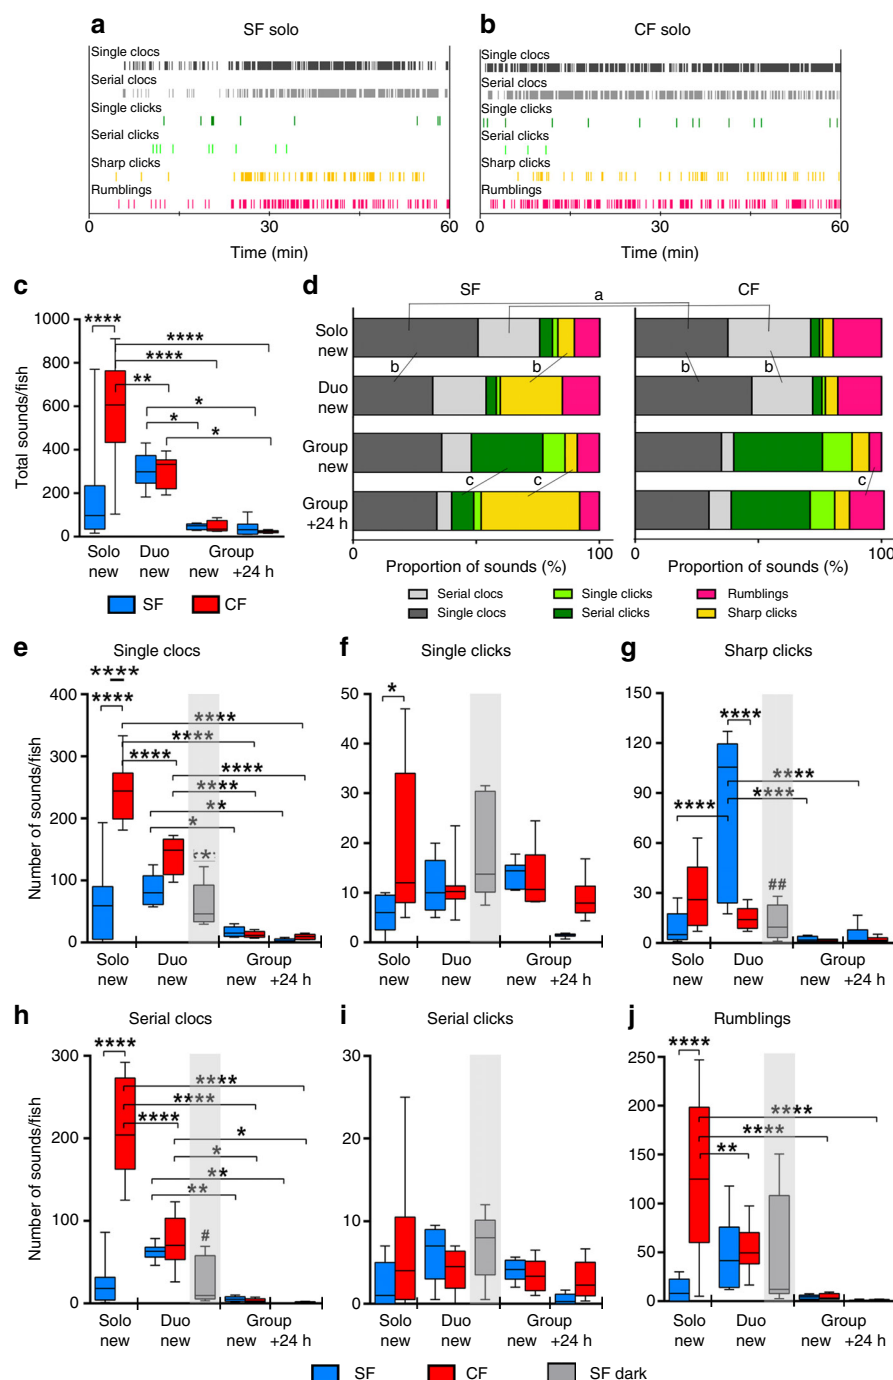 a SF solo
Single clocs
Serial clocs
Single clicks
Serial clicks
Sharp clicks
Rumblings
0 30 60
Time (min)
b CF solo
Single clocs
Serial clocs
Single clicks
Serial clicks
Sharp clicks
Rumblings
0 30 60
Time (min)
c
Total sounds/fish
1000
800
600
400
200
0
****
****
****
**
*
*
*
Solo Duo Group
new new new +24 h
SF CF
d SF CF
a
Solo
new
b b b b
Duo
new
Group
new
c c c
Group
+24 h
0 100 0 100
Proportion of sounds (%) Proportion of sounds (%)
Serial clocs Single clicks Rumblings
Single clocs Serial clicks Sharp clicks
e Single clocs
Number of sounds/fish
400
300
200
100
0
****
****
****
****
****
****
****
**
*
Solo Duo Group
new new new +24 h
f Single clicks
50
40
30
20
10
0
*
Solo Duo Group
new new new +24 h
g Sharp clicks
150
120
90
60
30
0
****
****
****
****
##
Solo Duo Group
new new new +24 h
h Serial clocs
Number of sounds/fish
300
200
100
0
****
****
****
****
*
*
**
**
#
Solo Duo Group
new new new +24 h
i Serial clicks
30
20
10
0
Solo Duo Group
new new new +24 h
j Rumblings
250
200
150
100
50
0
****
****
****
**
Solo Duo Group
new new new +24 h
SF CF SF dark